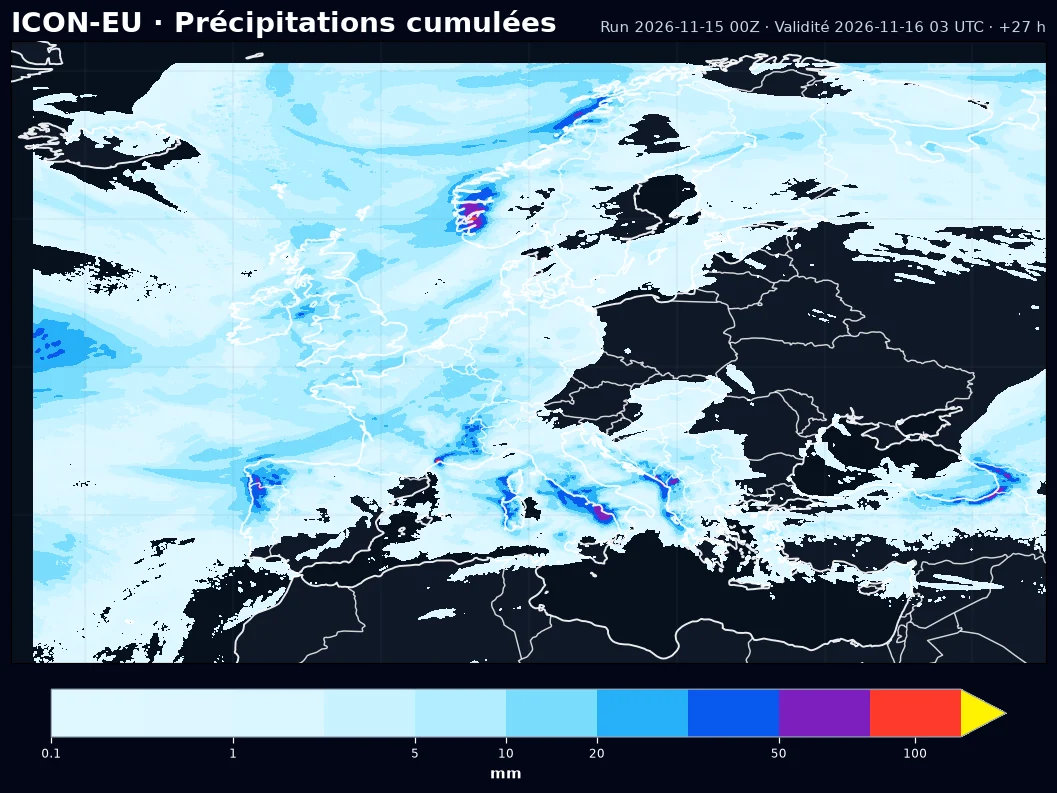 ICON-EU · Précipitations cumulées
Run 2026-11-15 00Z · Validité 2026-11-16 03 UTC · +27 h
0.1 1 5 10 20 50 100
mm